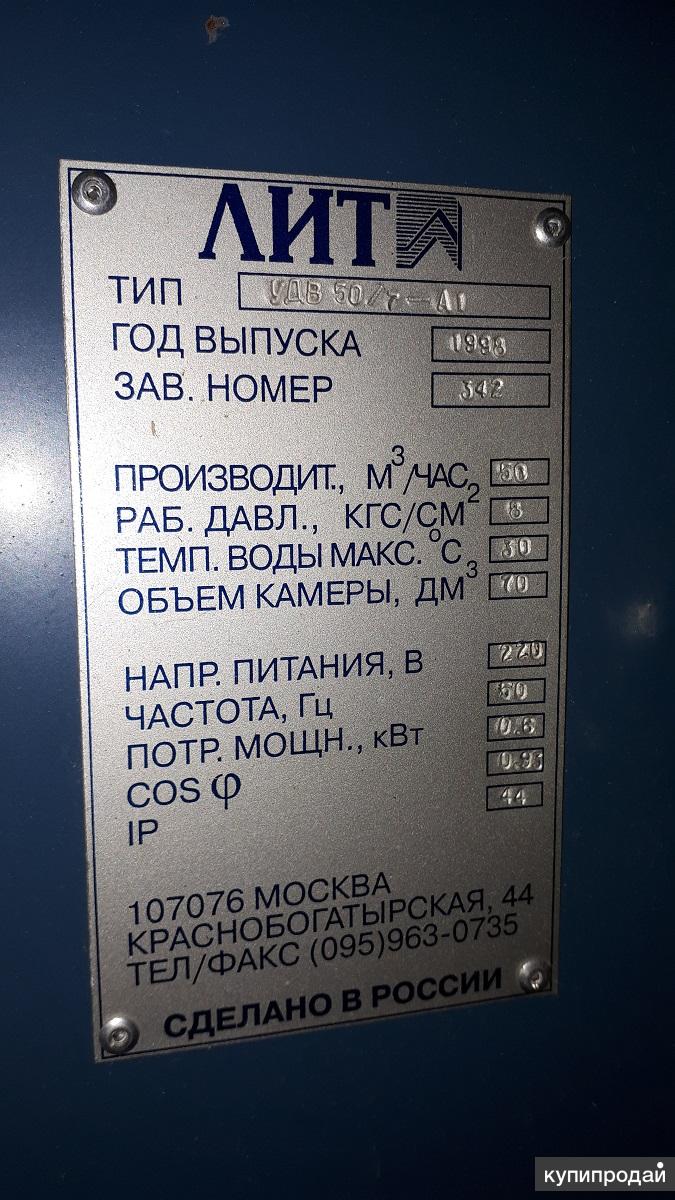 ЛИТ
ТИП УДВ 50/7-А1
ГОД ВЫПУСКА 1998
ЗАВ. НОМЕР 342
ПРОИЗВОДИТ., М³/ЧАС 50
РАБ. ДАВЛ., КГС/СМ²
ТЕМП. ВОДЫ МАКС. °С 30
ОБЪЕМ КАМЕРЫ, ДМ³ 70
НАПР. ПИТАНИЯ, В 220
ЧАСТОТА, Гц 50
ПОТР. МОЩН., кВт 0.6
COS φ 0.95
IP 44
107076 МОСКВА
КРАСНОБОГАТЫРСКАЯ, 44
ТЕЛ/ФАКС (095)963-0735
СДЕЛАНО В РОССИИ
купипродай